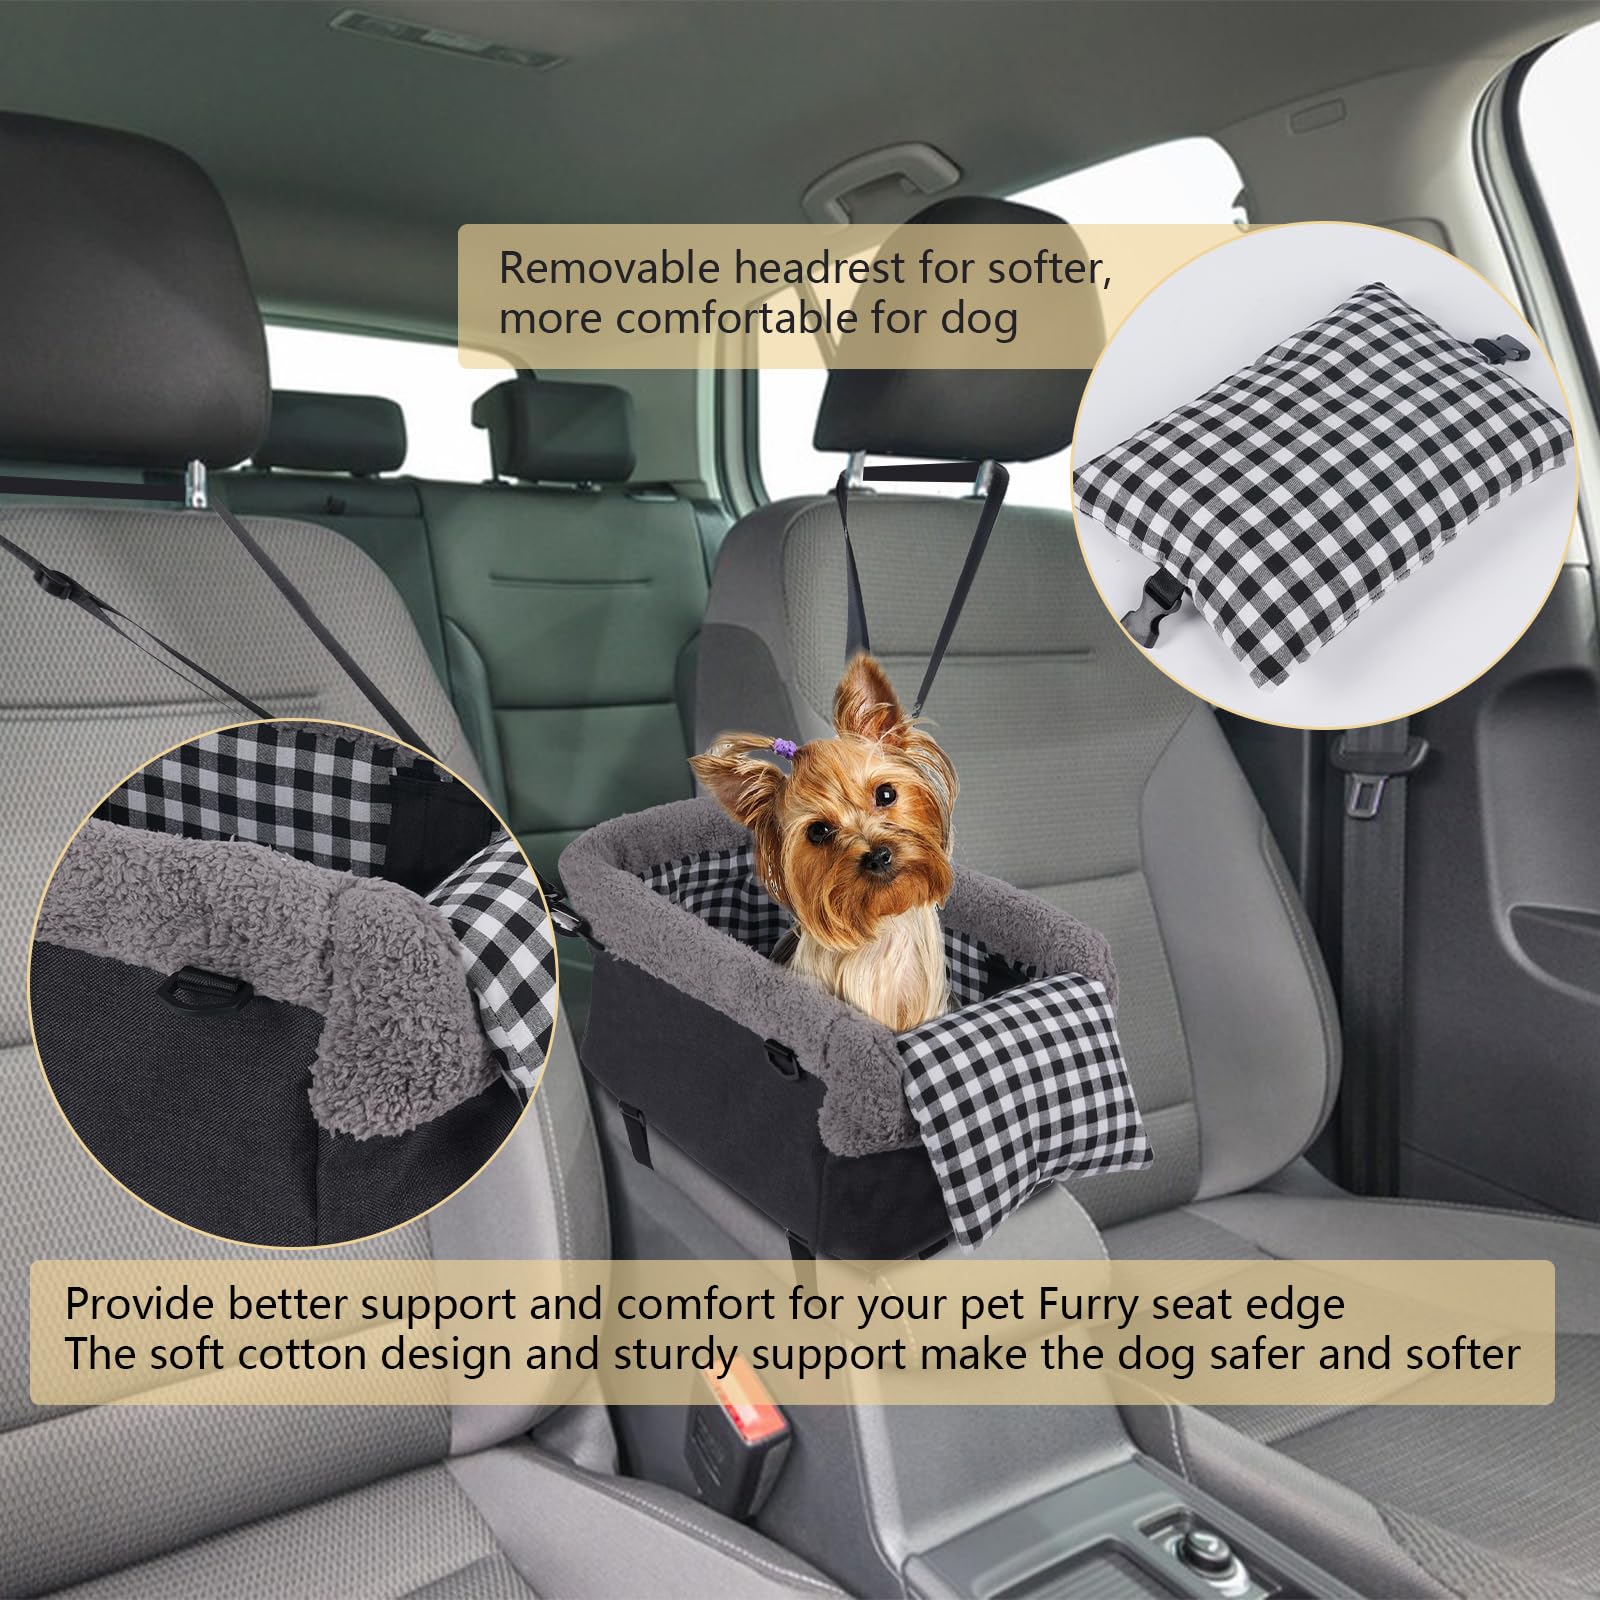 Removable headrest for softer,
more comfortable for dog
Provide better support and comfort for your pet Furry seat edge
The soft cotton design and sturdy support make the dog safer and softer